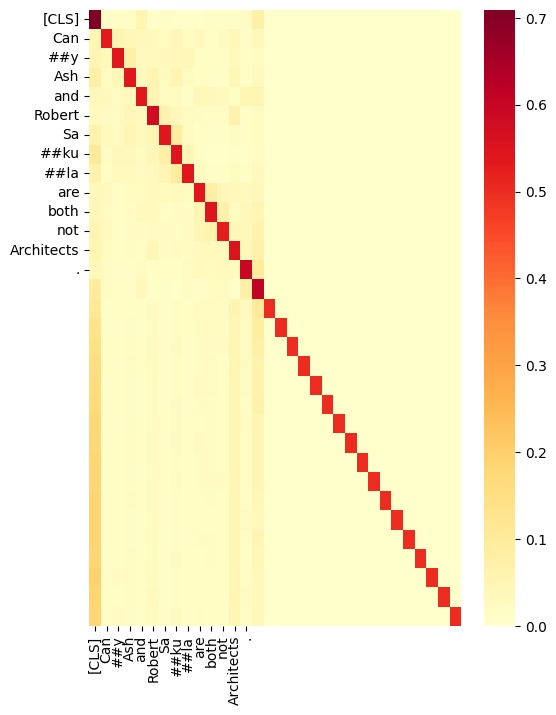 [CLS]
Can
##y
Ash
and
Robert
Sa
##ku
##la
are
both
not
Architects
.
[CLS]
Can
##y
Ash
and
Robert
Sa
##ku
##la
are
both
not
Architects
.
0.7
0.6
0.5
0.4
0.3
0.2
0.1
0.0